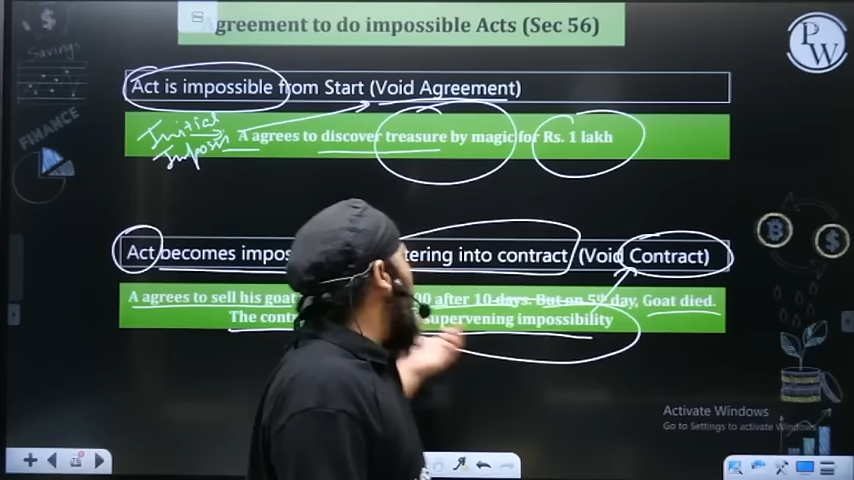 Agreement to do impossible Acts (Sec 56)
Savings
P
W
Act is impossible from Start (Void Agreement)
FINANCE
Initial
Impossi
A agrees to discover treasure by magic for Rs. 1 lakh
Act becomes impos tering into contract (Void Contract)
A agrees to sell his goat 00 after 10 days. But on 5th day, Goat died.
The cont supervening impossibility
Activate Windows
Go to Settings to activate Windows.